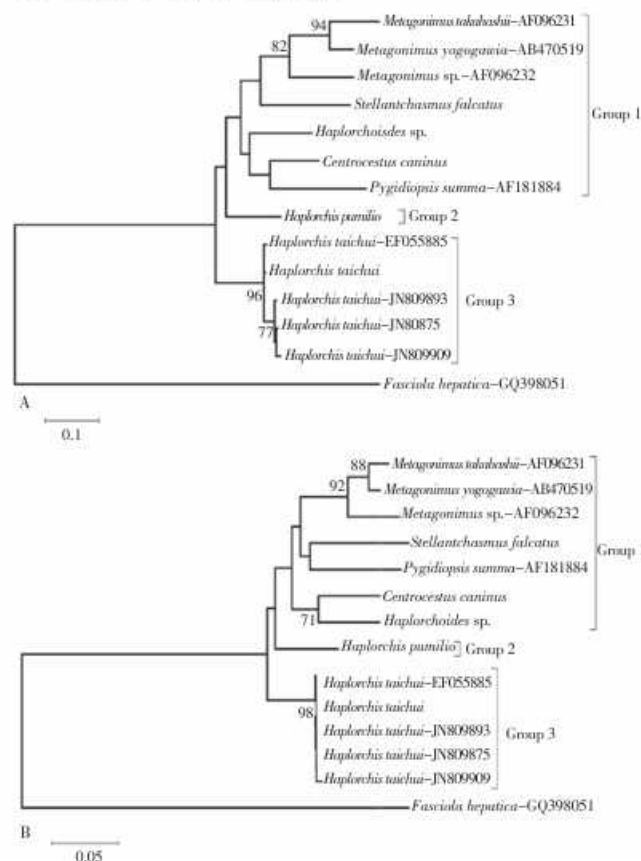 94
Metagonimus takahashii–AF096231
82
Metagonimus yogogawia–AB470519
Metagonimus sp.–AF096232
Stellantchasmus falcatus
Group 1
Haplorchoisdes sp.
Centrocestus caninus
Pygidiopsis summa–AF181884
Haplorchis pumilio
Group 2
Haplorchis taichui–EF055885
Haplorchis taichui
96
Haplorchis taichui–JN809893
Group 3
77
Haplorchis taichui–JN80875
Haplorchis taichui–JN809909
Fasciola hepatica–GQ398051
A
0.1
88
Metagonimus takahashii–AF096231
92
Metagonimus yogogawia–AB470519
Metagonimus sp.–AF096232
Stellantchasmus falcatus
Group
Pygidiopsis summa–AF181884
Centrocestus caninus
71
Haplorchoides sp.
Haplorchis pumilio
Group 2
Haplorchis taichui–EF055885
Haplorchis taichui
98
Haplorchis taichui–JN809893
Group 3
Haplorchis taichui–JN809875
Haplorchis taichui–JN809909
Fasciola hepatica–GQ398051
B
0.05